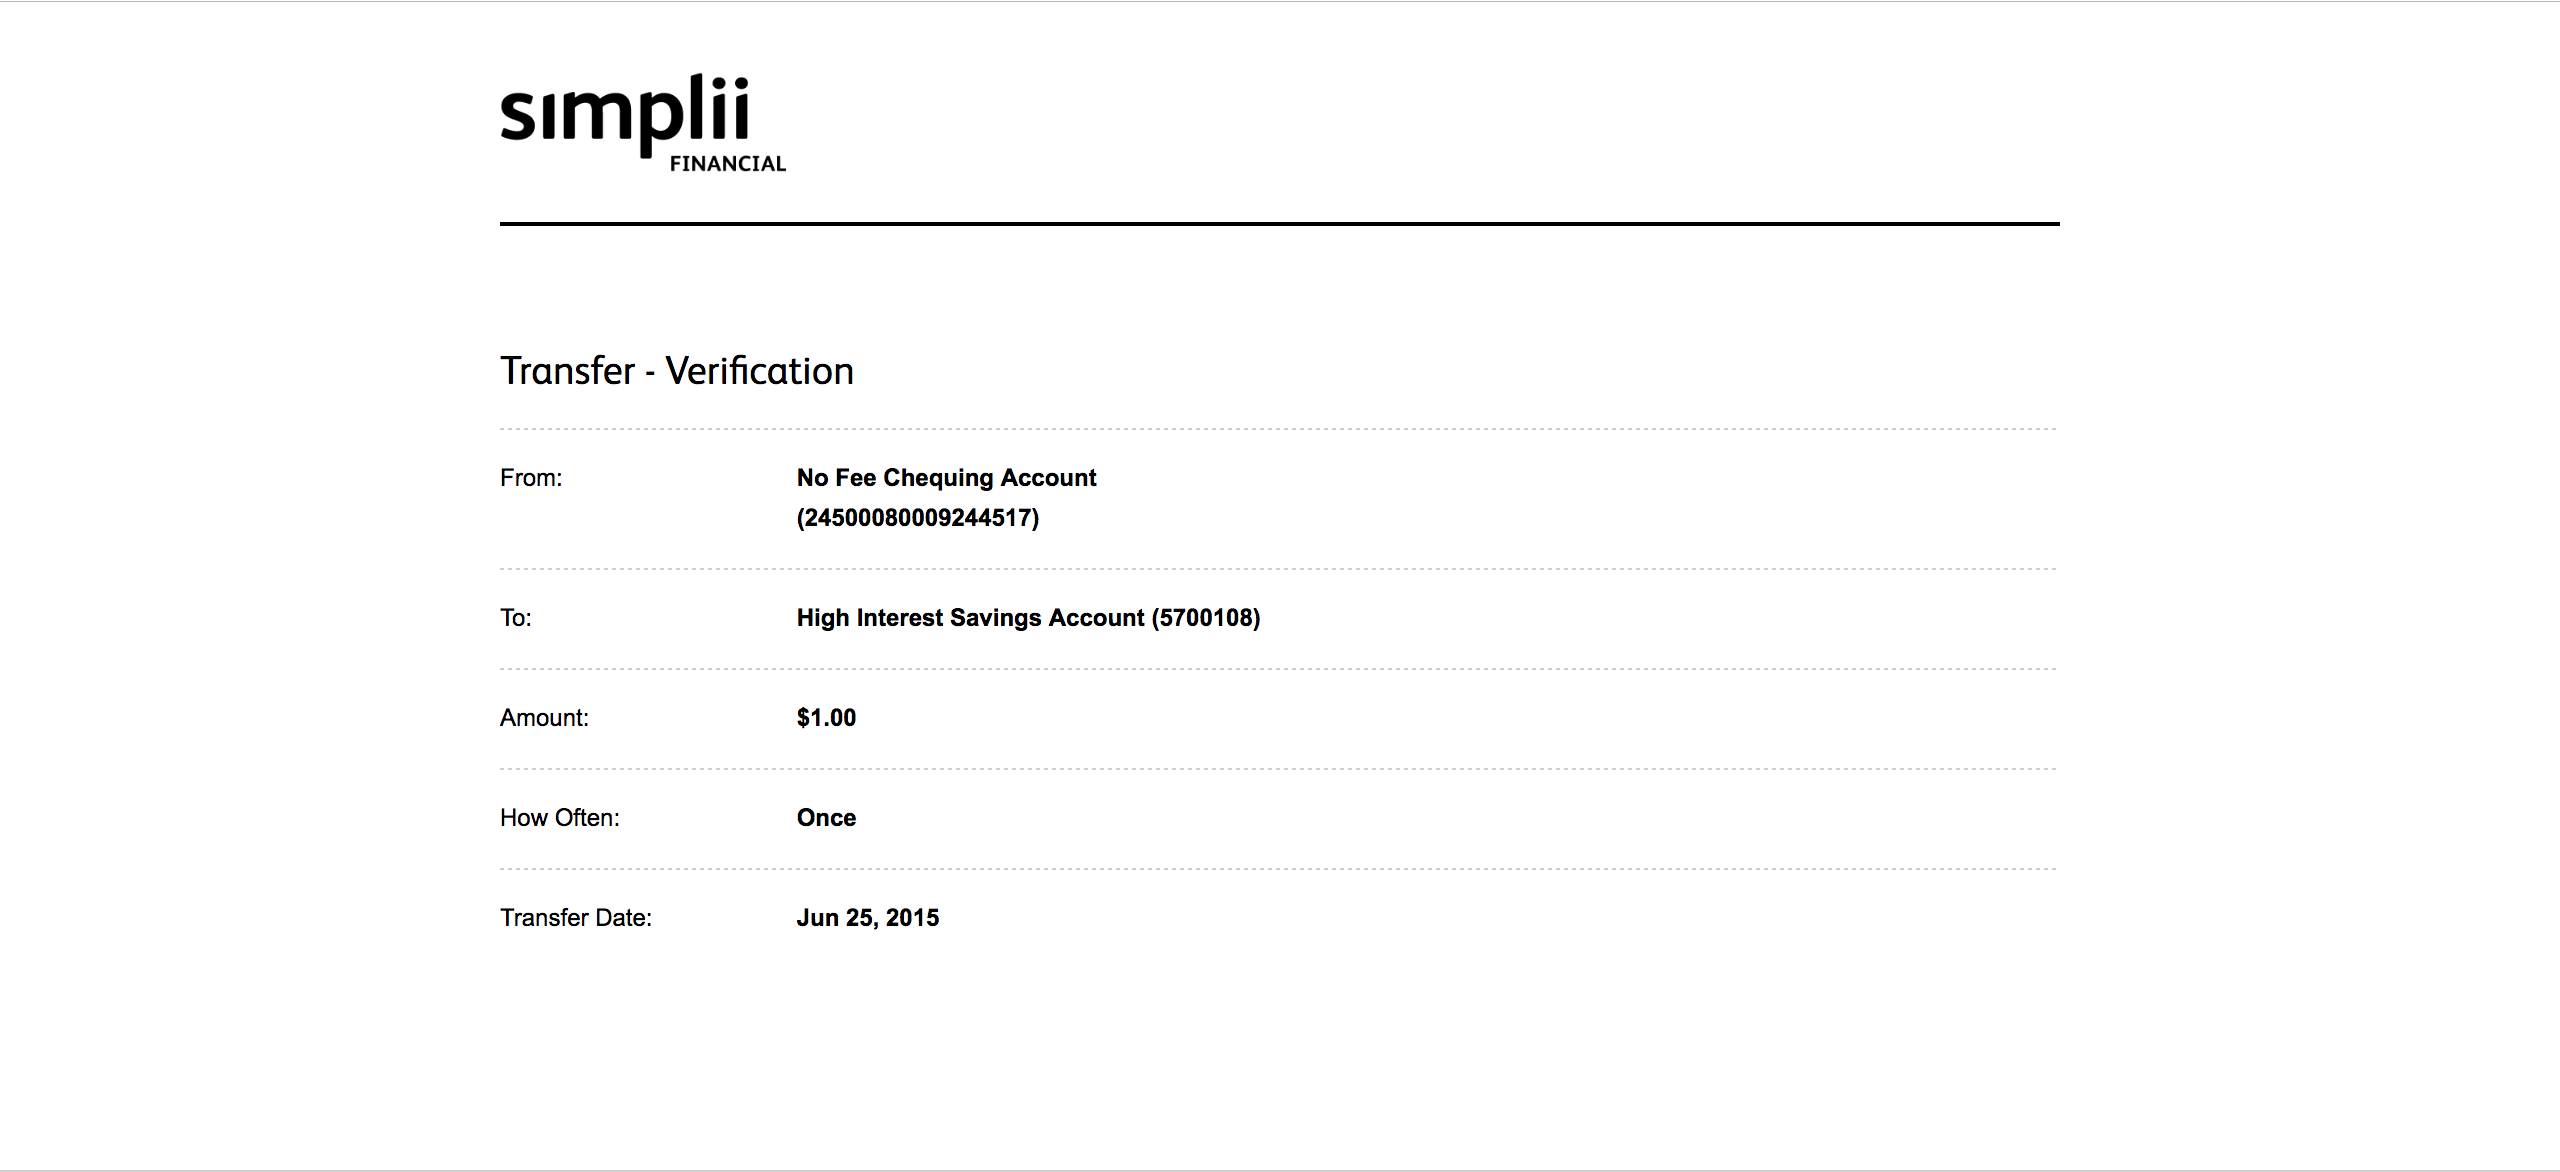 simplii
FINANCIAL
Transfer - Verification
From: No Fee Chequing Account
(24500080009244517)
To: High Interest Savings Account (5700108)
Amount: $1.00
How Often: Once
Transfer Date: Jun 25, 2015